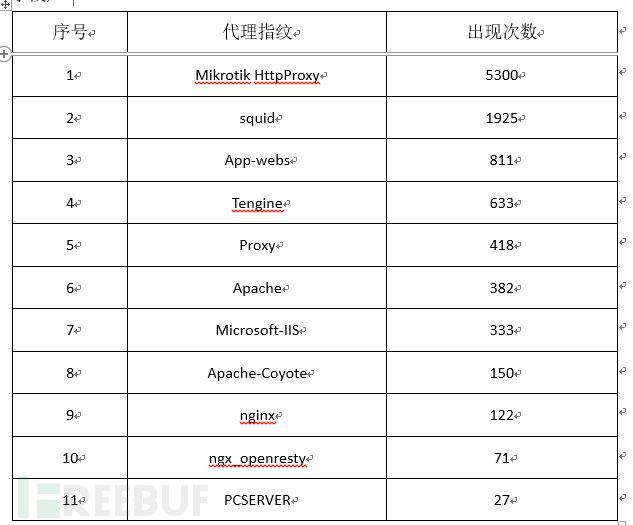 序号 代理指纹 出现次数
1 Mikrotik HttpProxy 5300
2 squid 1925
3 App-webs 811
4 Tengine 633
5 Proxy 418
6 Apache 382
7 Microsoft-IIS 333
8 Apache-Coyote 150
9 nginx 122
10 ngx_openresty 71
11 PCSERVER 27
FREEBUF